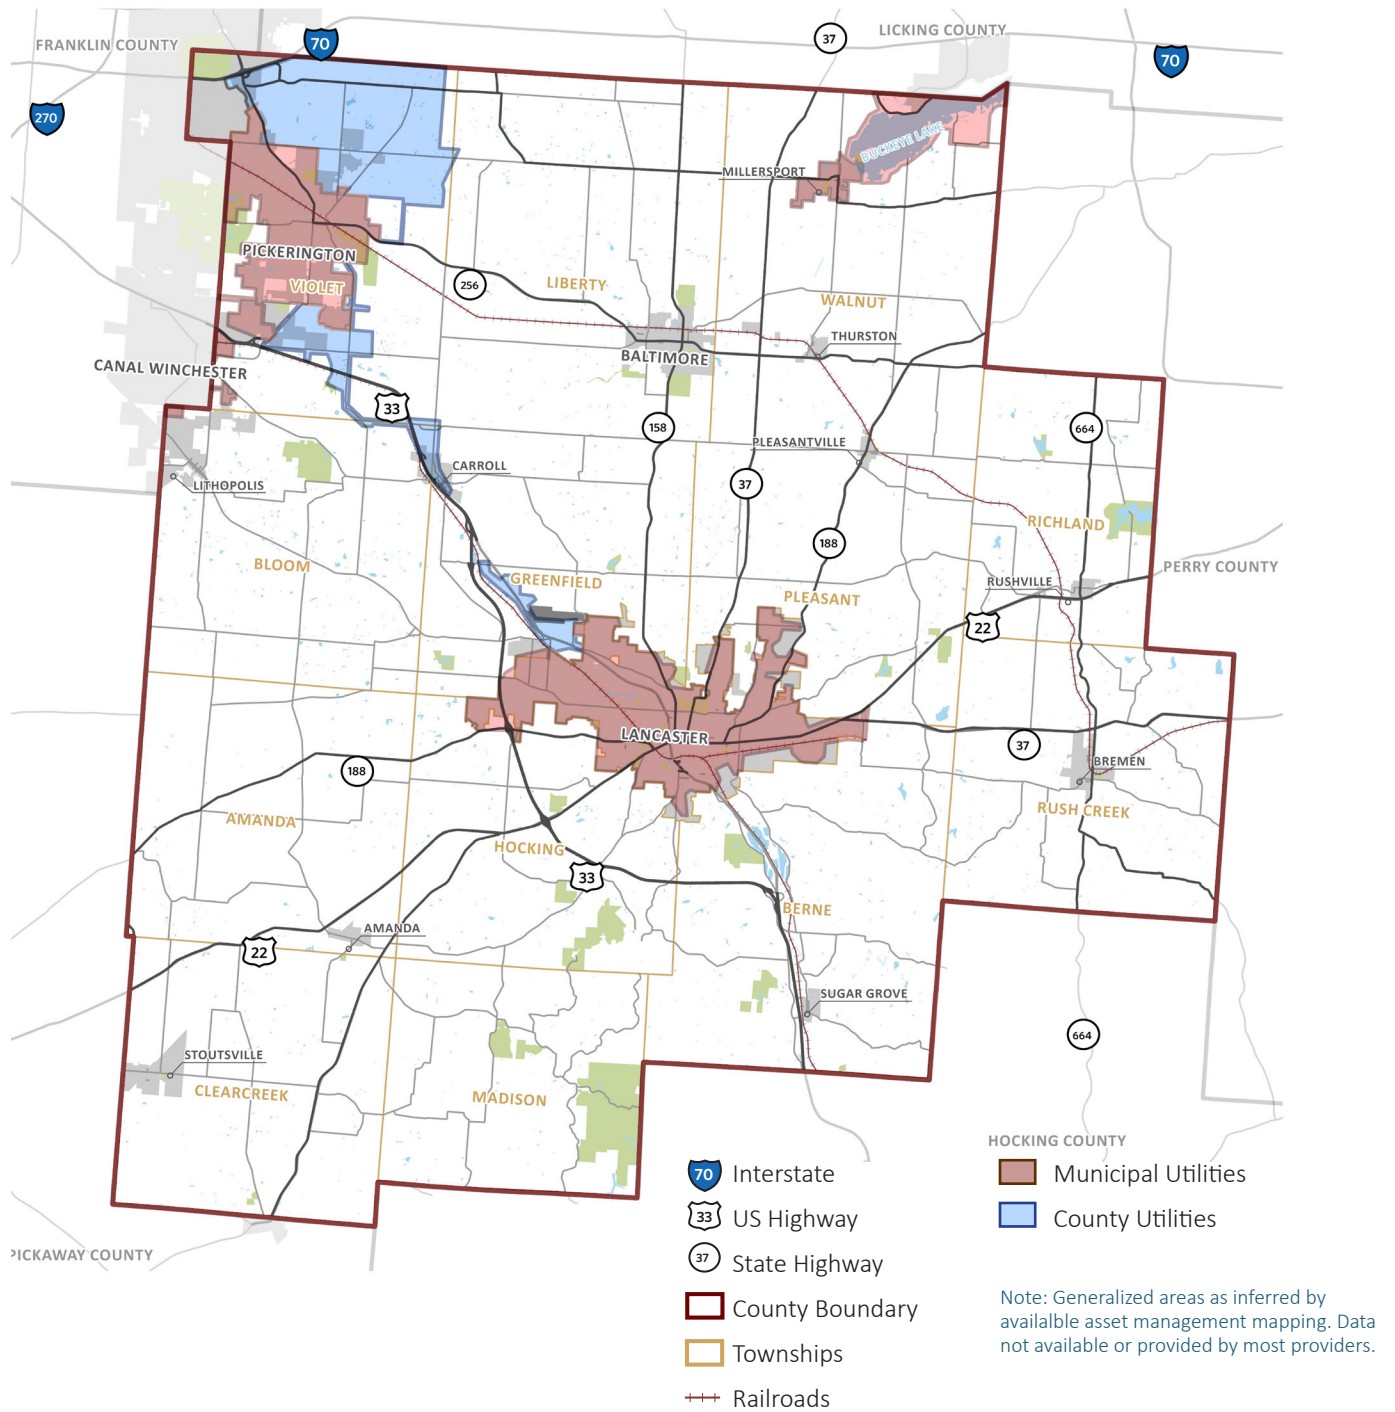 FRANKLIN COUNTY
70
37
LICKING COUNTY
70
270
BUCKEYE LAKE
MILLERSPORT
PICKERINGTON
VIOLET
256
LIBERTY
WALNUT
THURSTON
BALTIMORE
CANAL WINCHESTER
33
158
664
PLEASANTVILLE
CARROLL
LITHOPOLIS
37
RICHLAND
188
BLOOM
GREENFIELD
PERRY COUNTY
RUSHVILLE
PLEASANT
22
LANCASTER
37
188
BREMEN
AMANDA
RUSH CREEK
HOCKING
33
BERNE
AMANDA
22
SUGAR GROVE
664
STOUTSVILLE
CLEARCREEK
MADISON
HOCKING COUNTY
PICKAWAY COUNTY
70 Interstate
33 US Highway
37 State Highway
County Boundary
Townships
Railroads
Municipal Utilities
County Utilities
Note: Generalized areas as inferred by
availalble asset management mapping. Data
not available or provided by most providers.